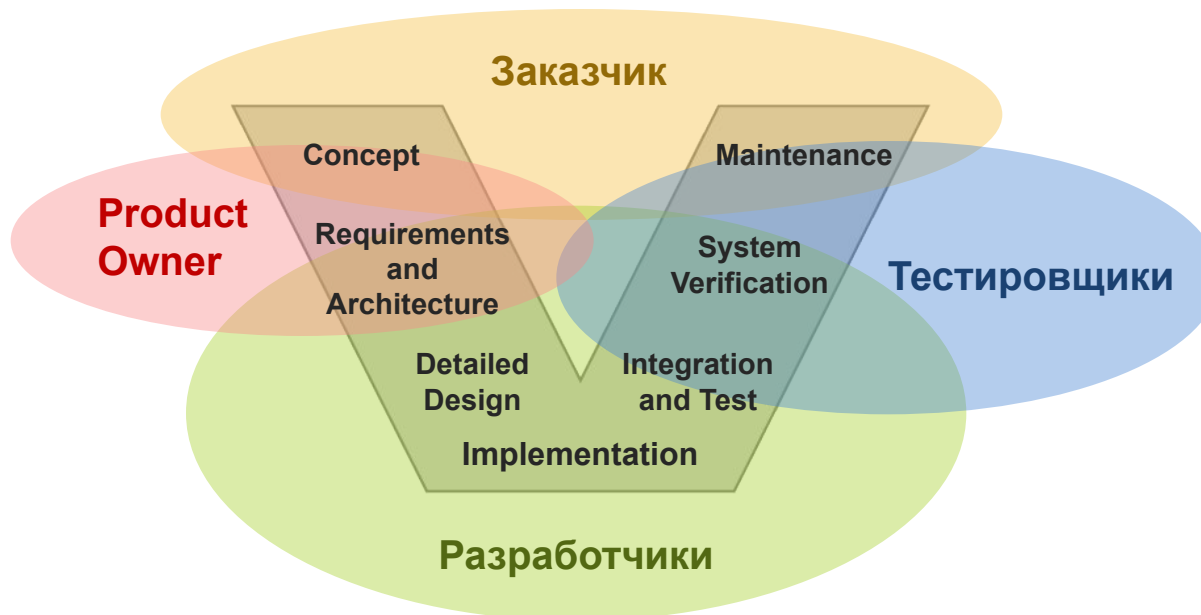 Заказчик
Concept
Maintenance
Product
Owner
Requirements
and
Architecture
System
Verification
Тестировщики
Detailed
Design
Integration
and Test
Implementation
Разработчики